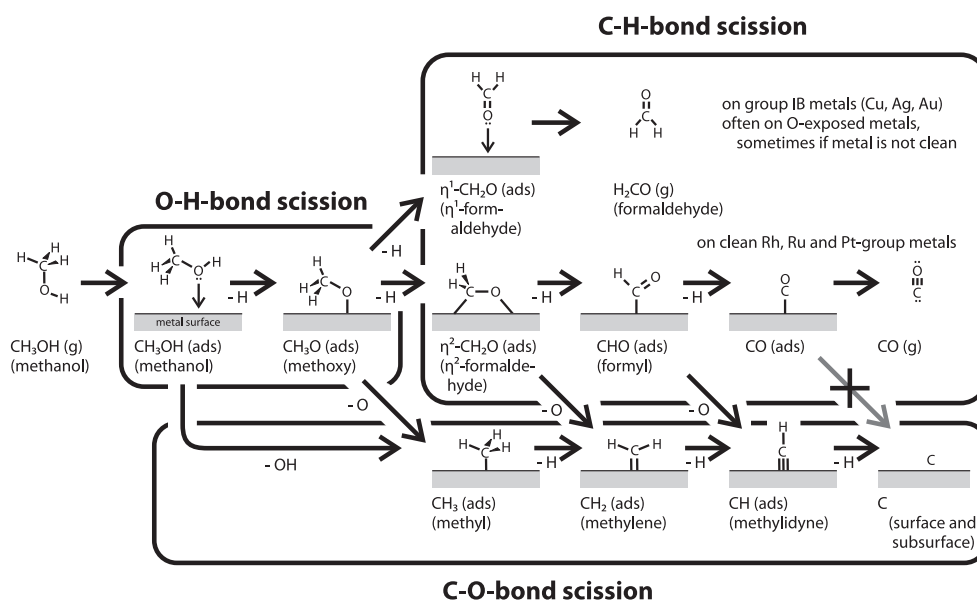 C-H-bond scission
H H
C
O
O
C
H H
on group IB metals (Cu, Ag, Au)
often on O-exposed metals,
sometimes if metal is not clean
η¹-CH₂O (ads)
(η¹-form-
aldehyde)
H₂CO (g)
(formaldehyde)
O-H-bond scission
- H
on clean Rh, Ru and Pt-group metals
H
C H
H
O
H
H
C
H
H
O
H
- H
H
C
H
H
O
- H
H
H
C O
- H
H O
C
- H
O
C
O
C
metal surface
CH₃OH (g)
(methanol)
CH₃OH (ads)
(methanol)
CH₃O (ads)
(methoxy)
η²-CH₂O (ads)
(η²-formalde-
hyde)
CHO (ads)
(formyl)
CO (ads)
CO (g)
- O
- O
- O
- OH
H
H
C H
- H
H H
C
- H
H
C
- H
C
CH₃ (ads)
(methyl)
CH₂ (ads)
(methylene)
CH (ads)
(methylidyne)
C
(surface and
subsurface)
C-O-bond scission